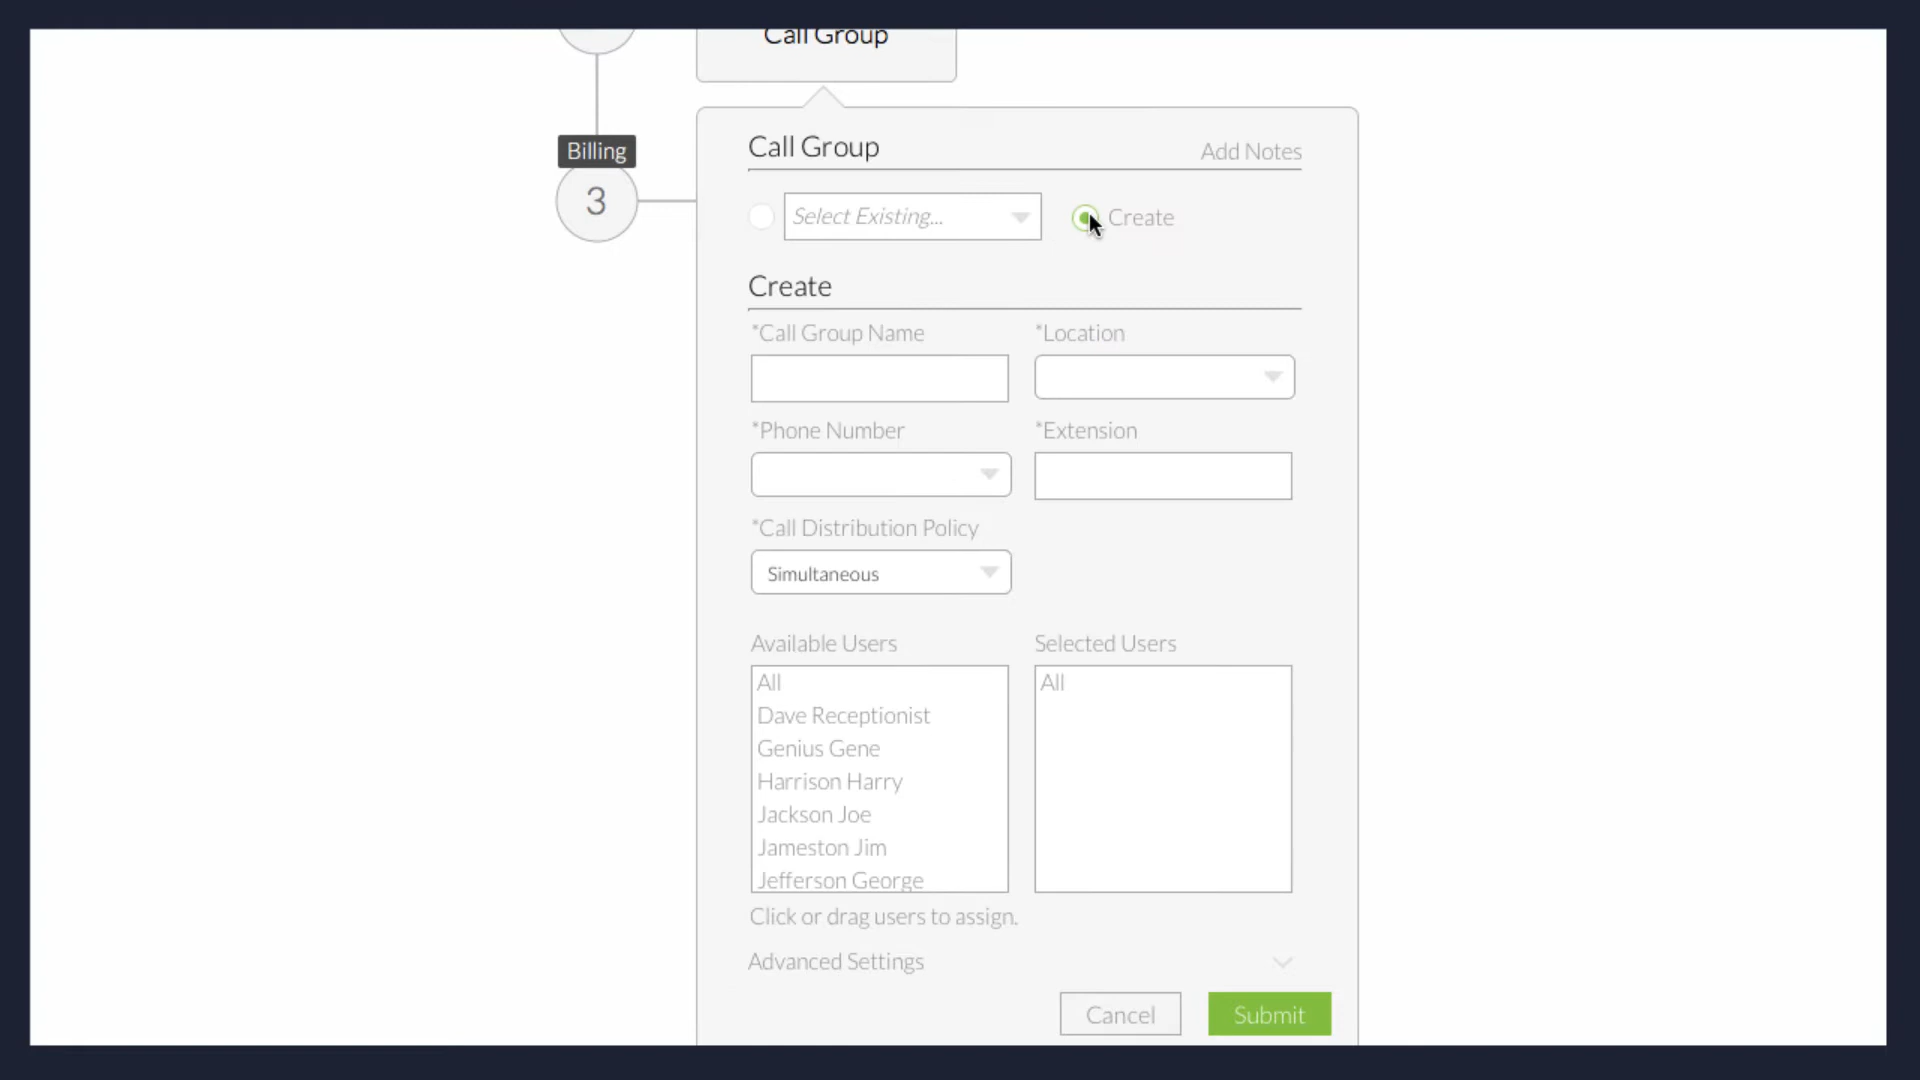 Call Group
Billing
3
Call Group
Add Notes
Select Existing...
Create
Create
*Call Group Name
*Location
*Phone Number
*Extension
*Call Distribution Policy
Simultaneous
Available Users
Selected Users
All
Dave Receptionist
Genius Gene
Harrison Harry
Jackson Joe
Jameston Jim
Jefferson George
All
Click or drag users to assign.
Advanced Settings
Cancel
Submit